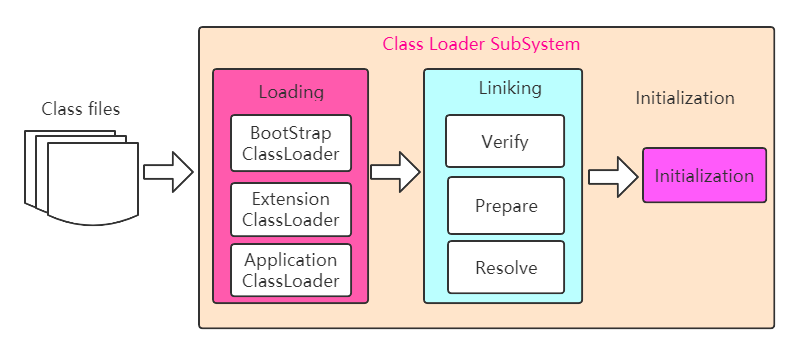 Class Loader SubSystem
Class files
Loading
BootStrap
ClassLoader
Extension
ClassLoader
Application
ClassLoader
Liniking
Verify
Prepare
Resolve
Initialization
Initialization